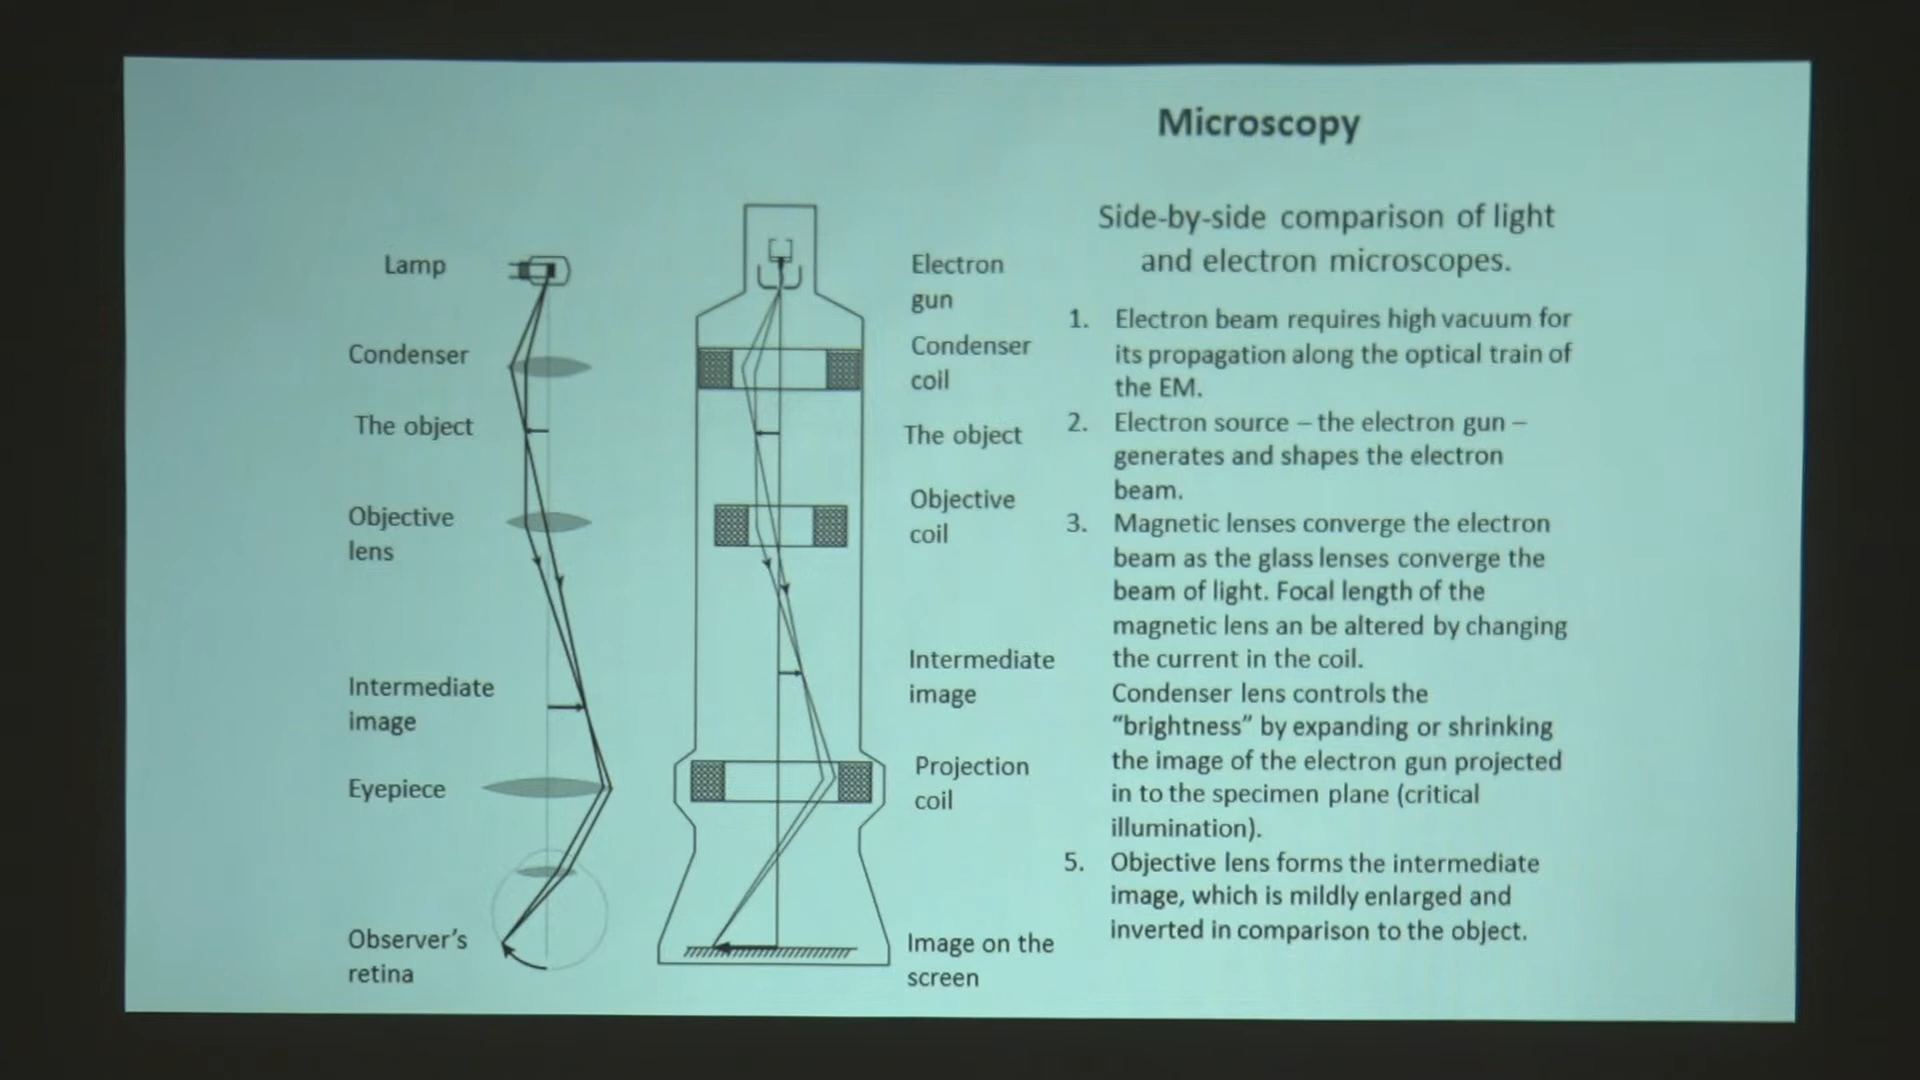 Microscopy
Side-by-side comparison of light
and electron microscopes.
Lamp
Condenser
The object
Objective
lens
Intermediate
image
Eyepiece
Observer's
retina
Electron
gun
Condenser
coil
The object
Objective
coil
Intermediate
image
Projection
coil
Image on the
screen
1. Electron beam requires high vacuum for
its propagation along the optical train of
the EM.
2. Electron source – the electron gun –
generates and shapes the electron
beam.
3. Magnetic lenses converge the electron
beam as the glass lenses converge the
beam of light. Focal length of the
magnetic lens an be altered by changing
the current in the coil.
Condenser lens controls the
“brightness” by expanding or shrinking
the image of the electron gun projected
in to the specimen plane (critical
illumination).
5. Objective lens forms the intermediate
image, which is mildly enlarged and
inverted in comparison to the object.